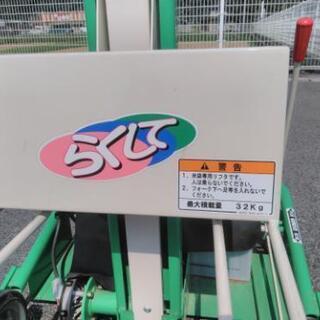 らくして
警告
1. 米袋専用リフタです。
人は乗らないでください。
2. フォーク下へ足等を入れないで
ください。
最大積載量 32Kg